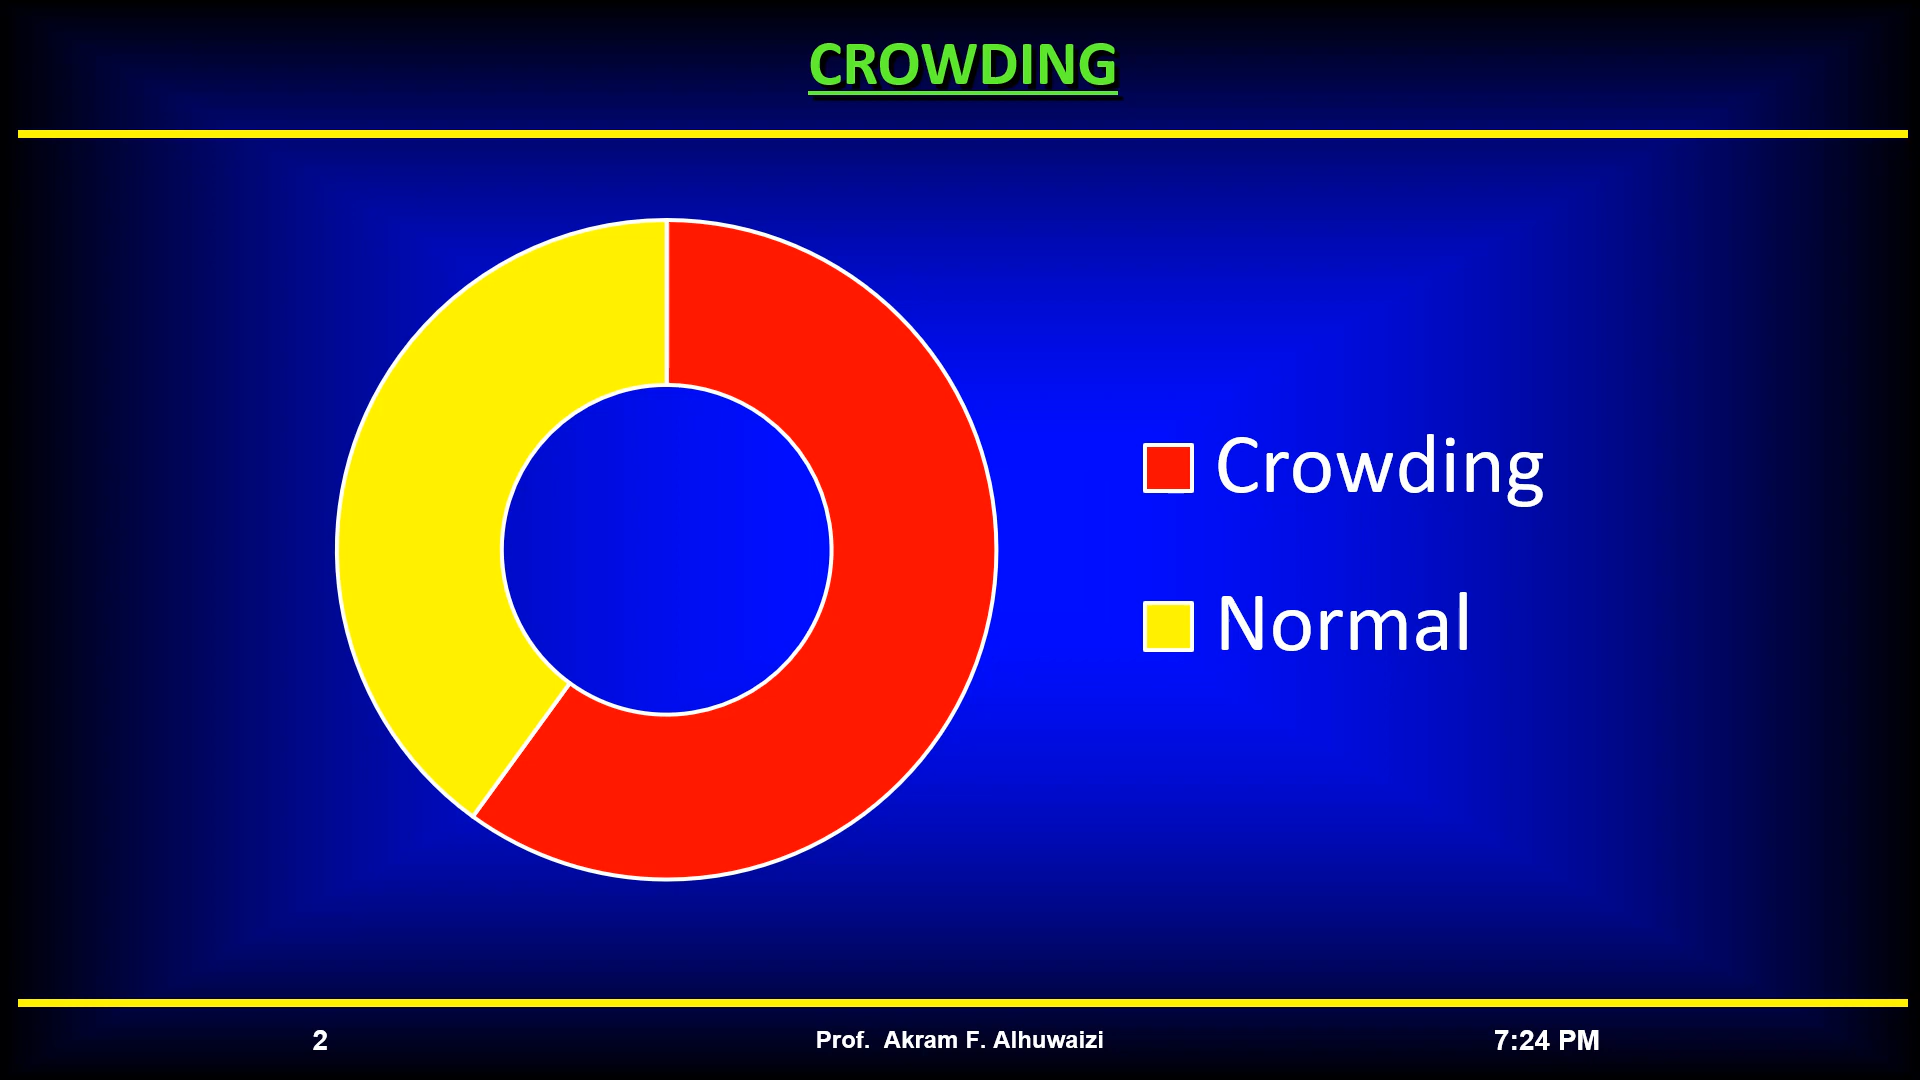 CROWDING
Crowding
Normal
2
Prof.  Akram F. Alhuwaizi
7:24 PM